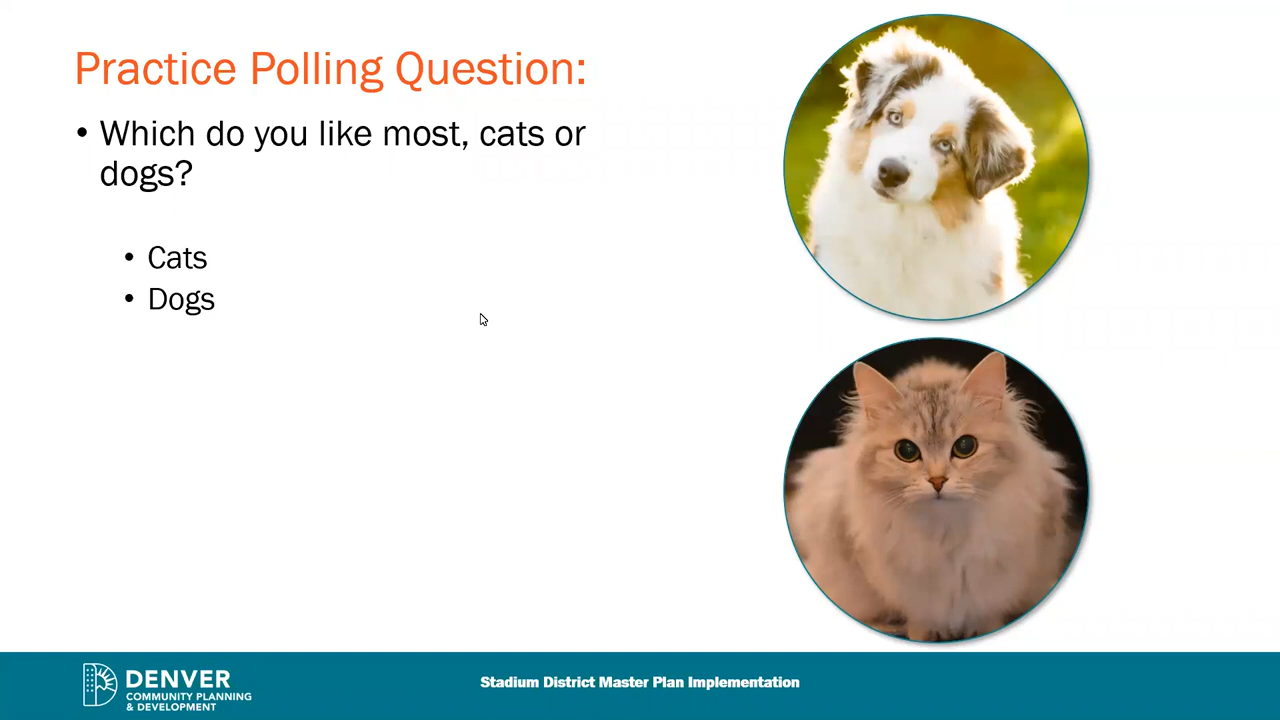 Practice Polling Question:
• Which do you like most, cats or
dogs?
• Cats
• Dogs
DENVER
COMMUNITY PLANNING
& DEVELOPMENT
Stadium District Master Plan Implementation